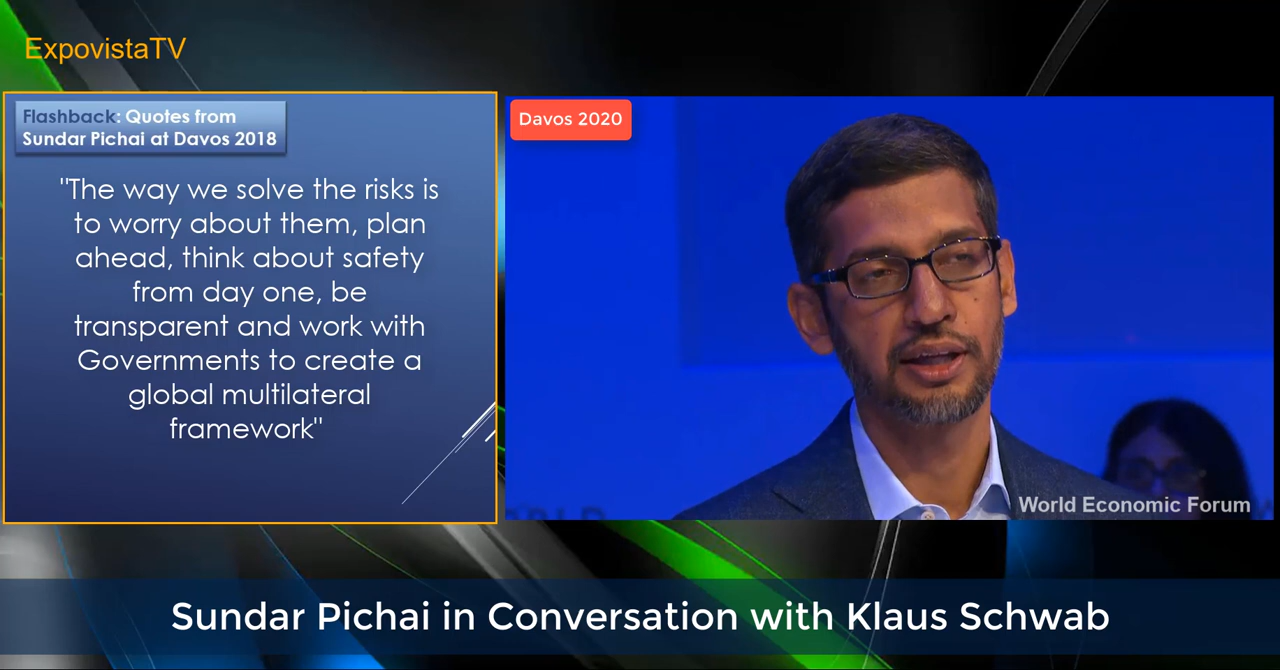 ExpovistaTV
Flashback: Quotes from
Sundar Pichai at Davos 2018
"The way we solve the risks is
to worry about them, plan
ahead, think about safety
from day one, be
transparent and work with
Governments to create a
global multilateral
framework"
Davos 2020
World Economic Forum
Sundar Pichai in Conversation with Klaus Schwab